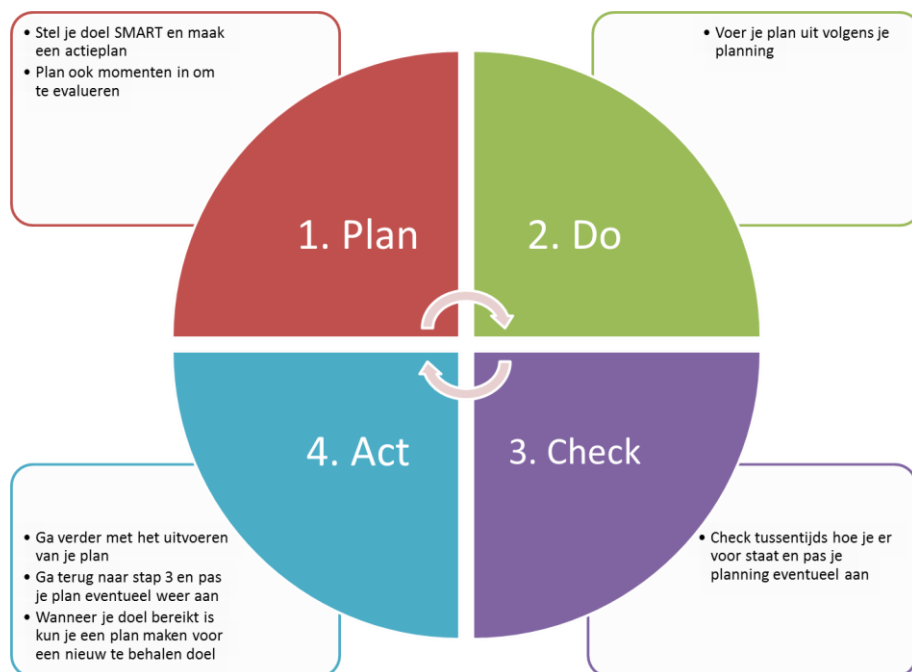 • Stel je doel SMART en maak
een actieplan
• Plan ook momenten in om
te evalueren
• Voer je plan uit volgens je
planning
1. Plan
2. Do
4. Act
3. Check
• Ga verder met het uitvoeren
van je plan
• Ga terug naar stap 3 en pas
je plan eventueel weer aan
• Wanneer je doel bereikt is
kun je een plan maken voor
een nieuw te behalen doel
• Check tussentijds hoe je er
voor staat en pas je
planning eventueel aan